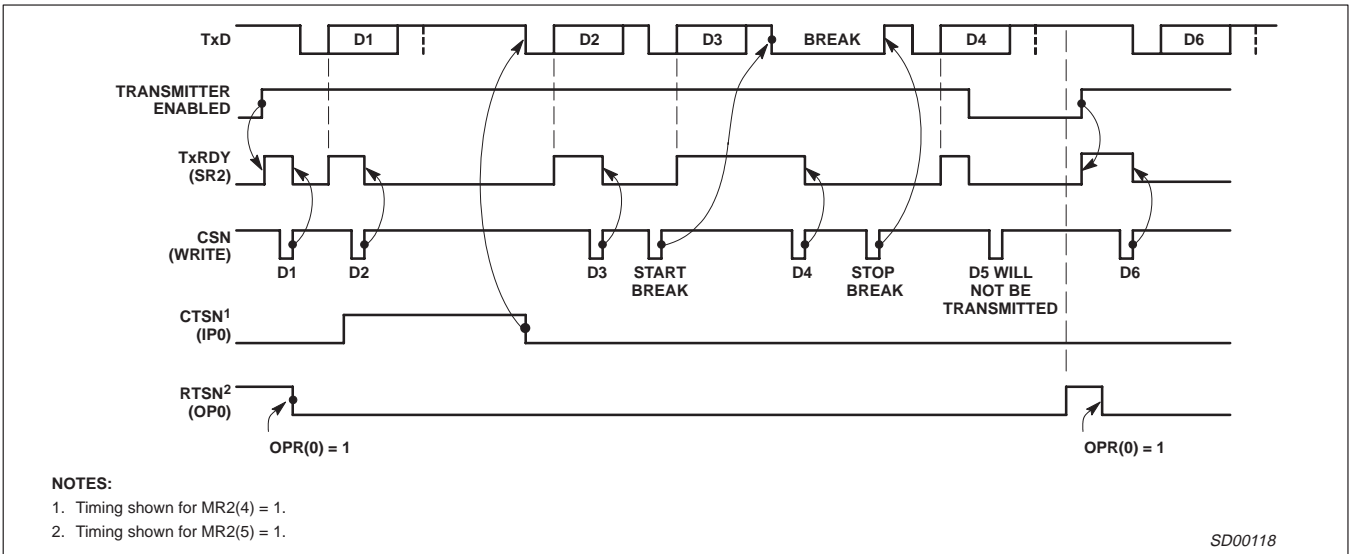 TxD
D1
D2
D3
BREAK
D4
D6
TRANSMITTER
ENABLED
TxRDY
(SR2)
CSN
(WRITE)
D1
D2
D3
START
BREAK
D4
STOP
BREAK
D5 WILL
NOT BE
TRANSMITTED
D6
CTSN1
(IP0)
RTSN2
(OP0)
OPR(0) = 1
OPR(0) = 1
NOTES:
1. Timing shown for MR2(4) = 1.
2. Timing shown for MR2(5) = 1.
SD00118